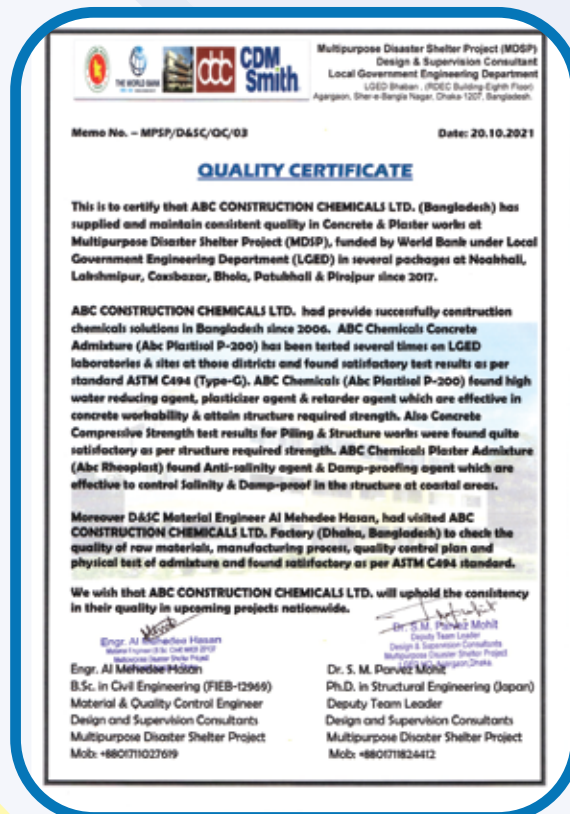 THE WORLD BANK
CDM
Smith
Multipurpose Disaster Shelter Project (MDSP)
Design & Supervision Consultant
Local Government Engineering Department
LGED Bhaban , (RDEC Building-Eighth Floor)
Agargaon, Sher-e-Bangla Nagar, Dhaka-1207, Bangladesh.
Memo No. – MPSP/D&SC/QC/03
Date: 20.10.2021
QUALITY CERTIFICATE
This is to certify that ABC CONSTRUCTION CHEMICALS LTD. (Bangladesh) has
supplied and maintain consistent quality in Concrete & Plaster works at
Multipurpose Disaster Shelter Project (MDSP), funded by World Bank under Local
Government Engineering Department (LGED) in several packages at Noakhali,
Lakshmipur, Coxsbazar, Bhola, Patukhali & Pirojpur since 2017.
ABC CONSTRUCTION CHEMICALS LTD. had provide successfully construction
chemicals solutions in Bangladesh since 2006. ABC Chemicals Concrete
Admixture (Abc Plastisol P-200) has been tested several times on LGED
laboratories & sites at those districts and found satisfactory test results as per
standard ASTM C494 (Type-G). ABC Chemicals (Abc Plastisol P-200) found high
water reducing agent, plasticizer agent & retarder agent which are effective in
concrete workability & attain structure required strength. Also Concrete
Compressive Strength test results for Piling & Structure works were found quite
satisfactory as per structure required strength. ABC Chemicals Plaster Admixture
(Abc Rheoplast) found Anti-salinity agent & Damp-proofing agent which are
effective to control Salinity & Damp-proof in the structure at coastal areas.
Moreover D&SC Material Engineer Al Mehedee Hasan, had visited ABC
CONSTRUCTION CHEMICALS LTD. Factory (Dhaka, Bangladesh) to check the
quality of raw materials, manufacturing process, quality control plan and
physical test of admixture and found satisfactory as per ASTM C494 standard.
We wish that ABC CONSTRUCTION CHEMICALS LTD. will uphold the consistency
in their quality in upcoming projects nationwide.
Engr. Al Mehedee Hasan
Dr. S.M. Parvez Mohit
Deputy Team Leader
Design & Supervision Consultants
Multipurpose Disaster Shelter Project
Engr. Al Mehedee Hasan
B.Sc. in Civil Engineering (FIEB-12969)
Material & Quality Control Engineer
Design and Supervision Consultants
Multipurpose Disaster Shelter Project
Mob: +8801711027619
Dr. S. M. Parvez Mohit
Ph.D. in Structural Engineering (Japan)
Deputy Team Leader
Design and Supervision Consultants
Multipurpose Disaster Shelter Project
Mob: +8801711824412